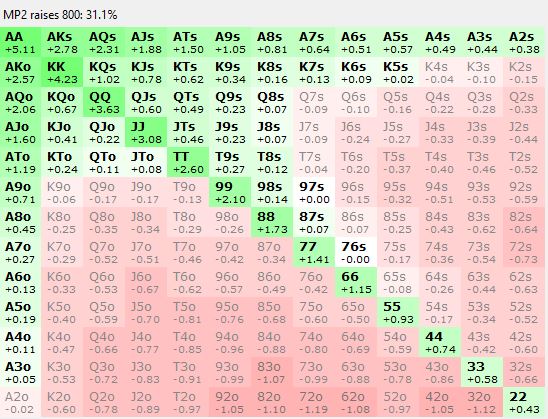 MP2 raises 800: 31.1%
AA AKs AQs AJs ATs A9s A8s A7s A6s A5s A4s A3s A2s
+5.11 +2.78 +2.31 +1.88 +1.50 +1.05 +0.81 +0.64 +0.51 +0.57 +0.49 +0.44 +0.38
AKo KK KQs KJs KTs K9s K8s K7s K6s K5s K4s K3s K2s
+2.57 +4.23 +1.02 +0.78 +0.62 +0.34 +0.16 +0.13 +0.09 +0.02 -0.04 -0.10 -0.15
AQo KQo QQ QJs QTs Q9s Q8s Q7s Q6s Q5s Q4s Q3s Q2s
+2.06 +0.67 +3.63 +0.60 +0.49 +0.23 +0.07 -0.09 -0.10 -0.16 -0.22 -0.28 -0.33
AJo KJo QJo JJ JTs J9s J8s J7s J6s J5s J4s J3s J2s
+1.60 +0.41 +0.22 +3.08 +0.46 +0.23 +0.07 -0.09 -0.24 -0.27 -0.33 -0.39 -0.44
ATo KTo QTo JTo TT T9s T8s T7s T6s T5s T4s T3s T2s
+1.19 +0.24 +0.11 +0.08 +2.60 +0.27 +0.12 -0.04 -0.20 -0.37 -0.40 -0.46 -0.52
A9o K9o Q9o J9o T9o 99 98s 97s 96s 95s 94s 93s 92s
+0.71 -0.06 -0.17 -0.17 -0.13 +2.10 +0.14 +0.00 -0.15 -0.32 -0.51 -0.53 -0.59
A8o K8o Q8o J8o T8o 98o 88 87s 86s 85s 84s 83s 82s
+0.45 -0.25 -0.35 -0.34 -0.29 -0.26 +1.73 +0.07 -0.07 -0.25 -0.43 -0.62 -0.64
A7o K7o Q7o J7o T7o 97o 87o 77 76s 75s 74s 73s 72s
+0.27 -0.29 -0.52 -0.51 -0.46 -0.42 -0.34 +1.41 -0.00 -0.17 -0.36 -0.54 -0.73
A6o K6o Q6o J6o T6o 96o 86o 76o 66 65s 64s 63s 62s
+0.13 -0.33 -0.53 -0.67 -0.62 -0.57 -0.49 -0.42 +1.15 -0.08 -0.26 -0.44 -0.63
A5o K5o Q5o J5o T5o 95o 85o 75o 65o 55 54s 53s 52s
+0.19 -0.40 -0.59 -0.70 -0.81 -0.76 -0.68 -0.60 -0.50 +0.93 -0.17 -0.34 -0.52
A4o K4o Q4o J4o T4o 94o 84o 74o 64o 54o 44 43s 42s
+0.11 -0.47 -0.66 -0.77 -0.85 -0.96 -0.88 -0.80 -0.69 -0.59 +0.74 -0.42 -0.60
A3o K3o Q3o J3o T3o 93o 83o 73o 63o 53o 43o 33 32s
+0.05 -0.53 -0.72 -0.83 -0.91 -0.99 -1.07 -0.99 -0.88 -0.78 -0.86 +0.58 -0.66
A2o K2o Q2o J2o T2o 92o 82o 72o 62o 52o 42o 32o 22
-0.02 -0.60 -0.78 -0.89 -0.97 -1.05 -1.10 -1.19 -1.08 -0.97 -1.05 -1.12 +0.43